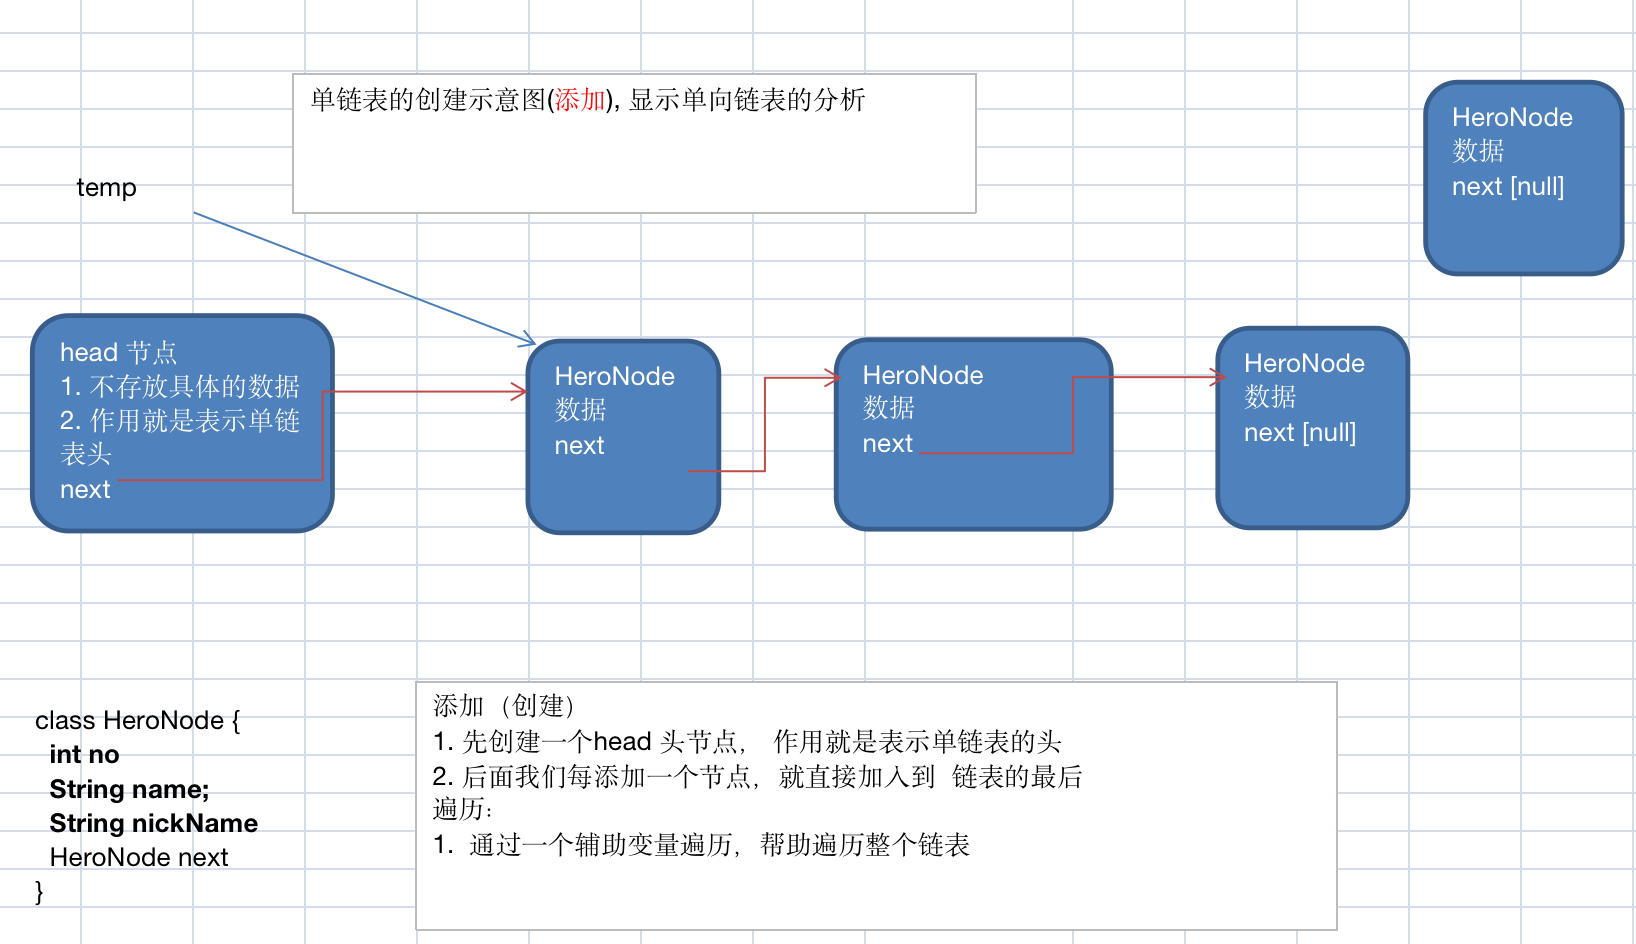 单链表的创建示意图(添加), 显示单向链表的分析
temp
HeroNode
数据
next [null]
head 节点
1. 不存放具体的数据
2. 作用就是表示单链
表头
next
HeroNode
数据
next
HeroNode
数据
next
HeroNode
数据
next [null]
class HeroNode {
int no
String name;
String nickName
HeroNode next
}
添加（创建）
1. 先创建一个head 头节点， 作用就是表示单链表的头
2. 后面我们每添加一个节点，就直接加入到 链表的最后
遍历：
1. 通过一个辅助变量遍历，帮助遍历整个链表